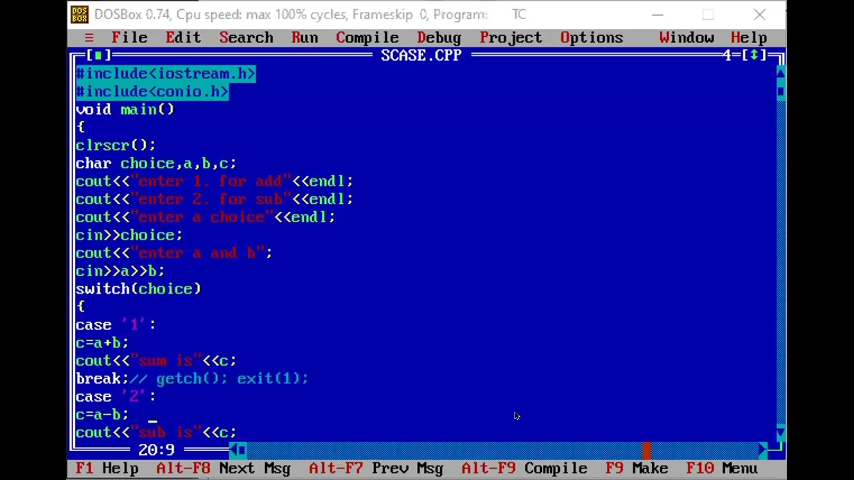 DOSBox 0.74, Cpu speed: max 100% cycles, Frameskip 0, Program: TC
≡ File Edit Search Run Compile Debug Project Options Window Help
[■] SCASE.CPP 4=[↕]
#include<iostream.h>
#include<conio.h>
void main()
{
clrscr();
char choice,a,b,c;
cout<<"enter 1. for add"<<endl;
cout<<"enter 2. for sub"<<endl;
cout<<"enter a choice"<<endl;
cin>>choice;
cout<<"enter a and b";
cin>>a>>b;
switch(choice)
{
case '1':
c=a+b;
cout<<"sum is"<<c;
break;// getch(); exit(1);
case '2':
c=a-b;
cout<<"sub is"<<c;
20:9
F1 Help Alt-F8 Next Msg Alt-F7 Prev Msg Alt-F9 Compile F9 Make F10 Menu